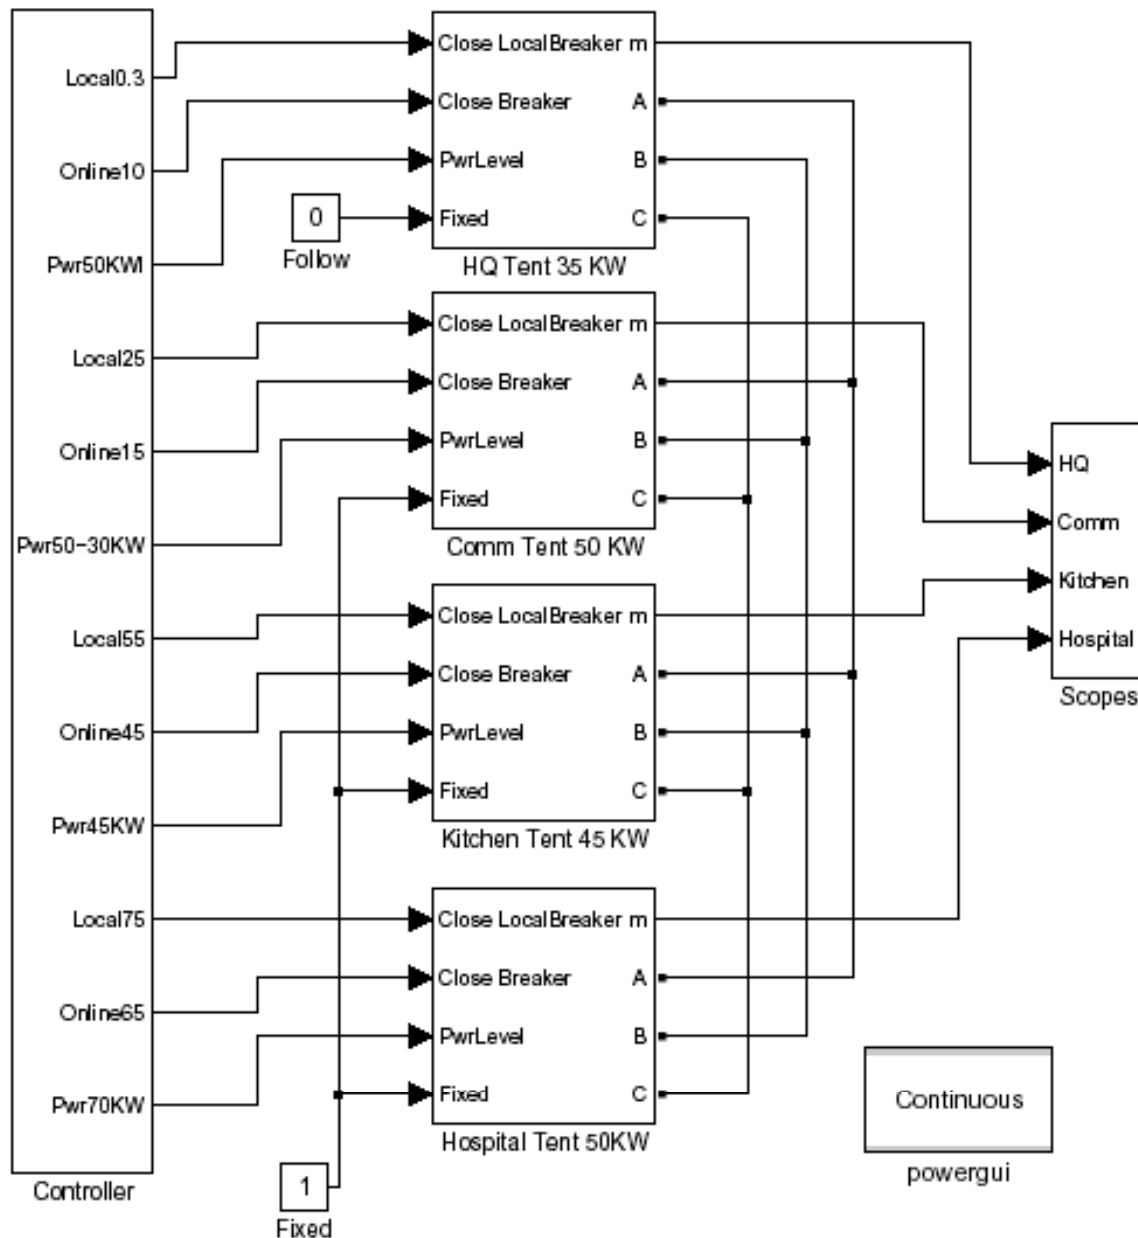 Local0.3
Online10
Pwr50KWl
Local25
Online15
Pwr50-30KW
Local55
Online45
Pwr45KW
Local75
Online65
Pwr70KW
Controller
0
Follow
1
Fixed
Close LocalBreaker m
Close Breaker A
PwrLevel B
Fixed C
HQ Tent 35 KW
Close LocalBreaker m
Close Breaker A
PwrLevel B
Fixed C
Comm Tent 50 KW
Close LocalBreaker m
Close Breaker A
PwrLevel B
Fixed C
Kitchen Tent 45 KW
Close LocalBreaker m
Close Breaker A
PwrLevel B
Fixed C
Hospital Tent 50KW
HQ
Comm
Kitchen
Hospital
Scopes
Continuous
powergui